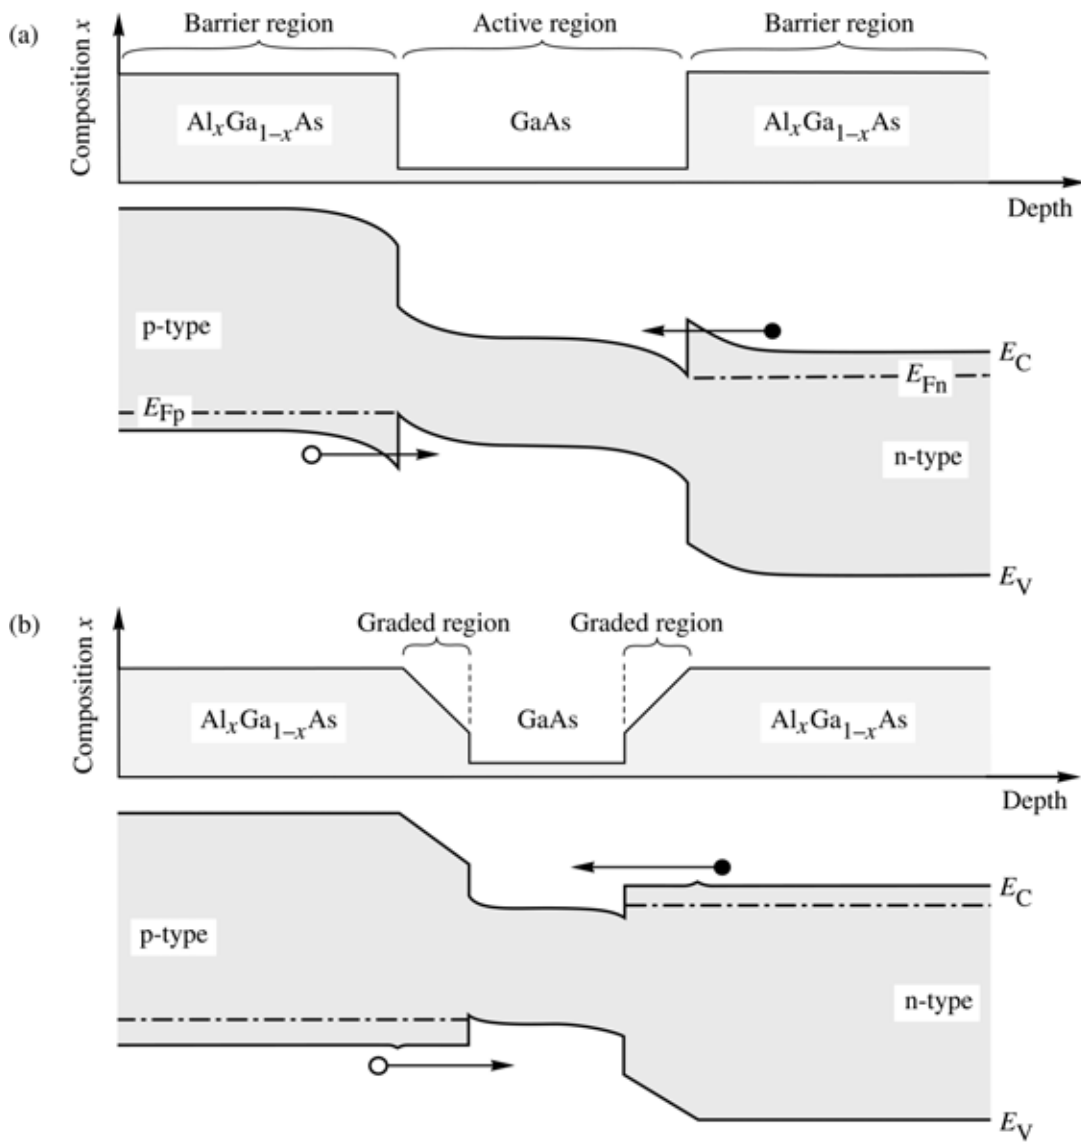 (a)
Composition x
Barrier region
Active region
Barrier region
AlxGa1–xAs
GaAs
AlxGa1–xAs
Depth
p-type
EC
EFn
EFp
n-type
EV
(b)
Composition x
Graded region
Graded region
AlxGa1–xAs
GaAs
AlxGa1–xAs
Depth
EC
p-type
n-type
EV